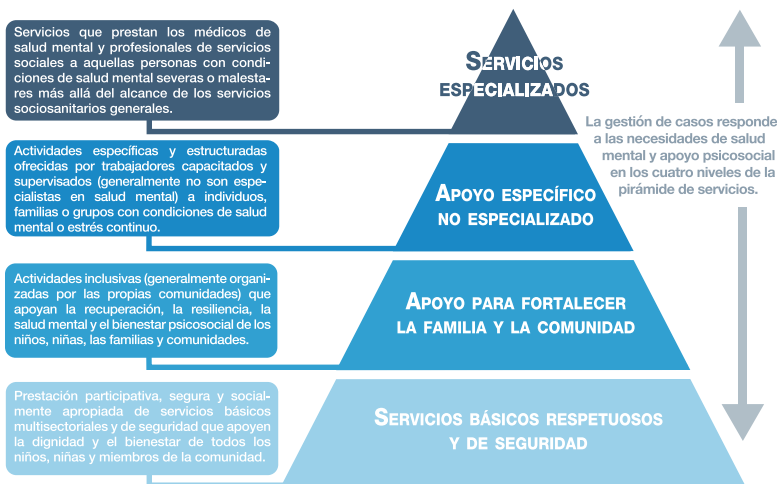 Servicios que prestan los médicos de
salud mental y profesionales de servicios
sociales a aquellas personas con condi-
ciones de salud mental severas o malesta-
res más allá del alcance de los servicios
sociosanitarios generales.
SERVICIOS
ESPECIALIZADOS
La gestión de casos responde
a las necesidades de salud
mental y apoyo psicosocial
en los cuatro niveles de la
pirámide de servicios.
Actividades específicas y estructuradas
ofrecidas por trabajadores capacitados y
supervisados (generalmente no son espe-
cialistas en salud mental) a individuos,
familias o grupos con condiciones de salud
mental o estrés continuo.
APOYO ESPECÍFICO
NO ESPECIALIZADO
Actividades inclusivas (generalmente organi-
zadas por las propias comunidades) que
apoyan la recuperación, la resiliencia, la
salud mental y el bienestar psicosocial de los
niños, niñas, las familias y comunidades.
APOYO PARA FORTALECER
LA FAMILIA Y LA COMUNIDAD
Prestación participativa, segura y social-
mente apropiada de servicios básicos
multisectoriales y de seguridad que apoyen
la dignidad y el bienestar de todos los
niños, niñas y miembros de la comunidad.
SERVICIOS BÁSICOS RESPETUOSOS
Y DE SEGURIDAD